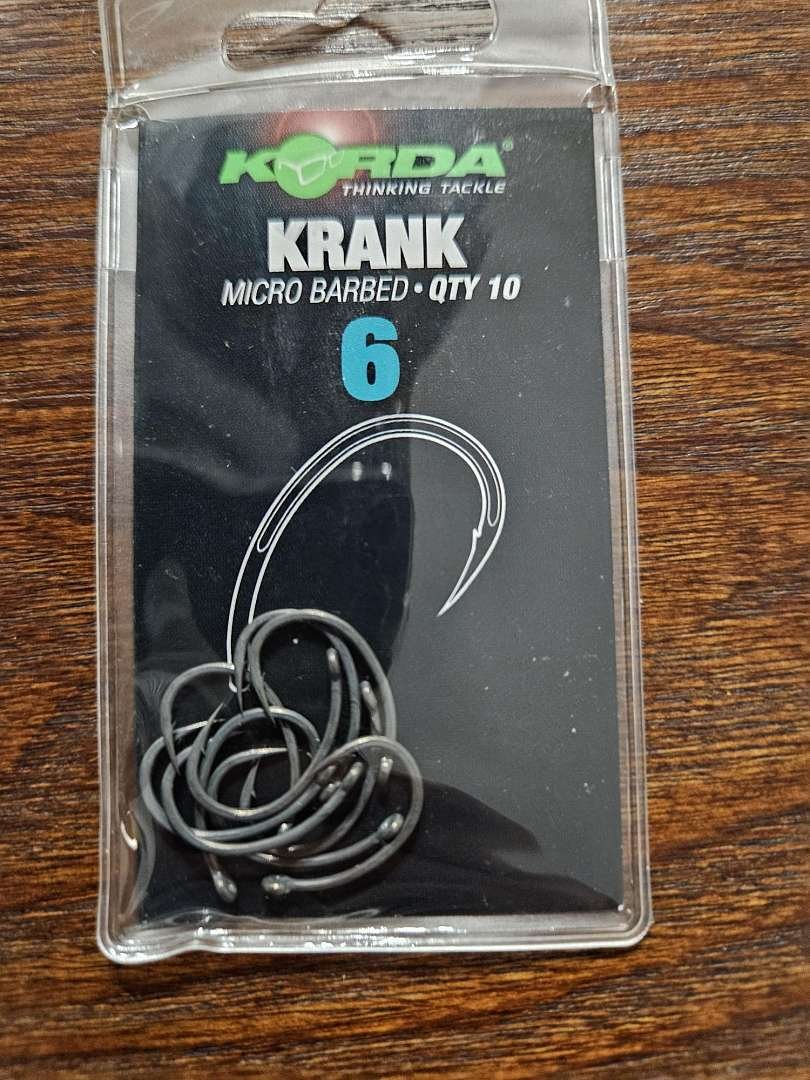 KORDA®
THINKING TACKLE
KRANK
MICRO BARBED • QTY 10
6